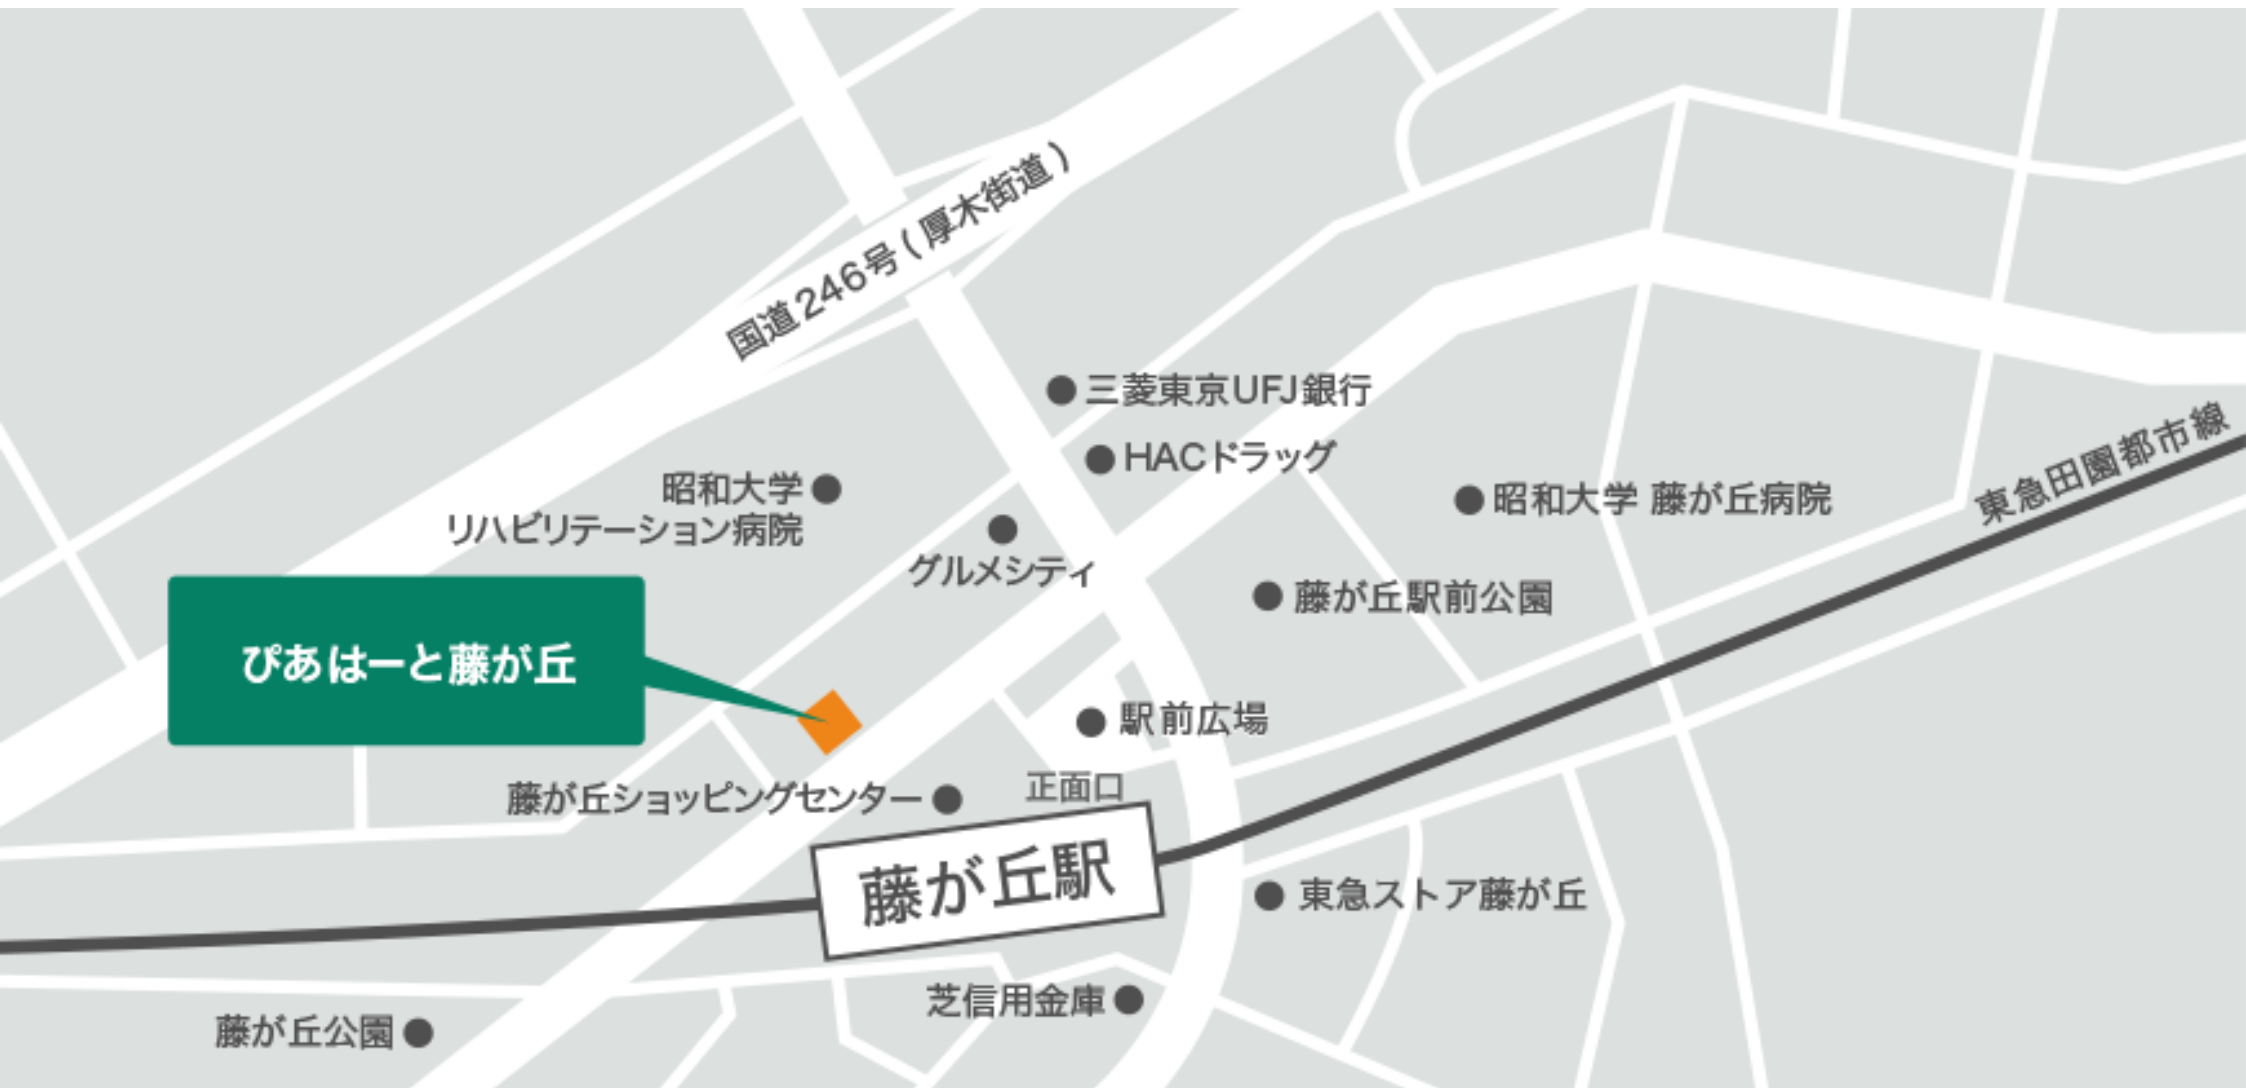 国道246号(厚木街道)
三菱東京UFJ銀行
HACドラッグ
昭和大学
リハビリテーション病院
グルメシティ
昭和大学 藤が丘病院
東急田園都市線
藤が丘駅前公園
ぴあはーと藤が丘
駅前広場
正面口
藤が丘ショッピングセンター
藤が丘駅
東急ストア藤が丘
芝信用金庫
藤が丘公園